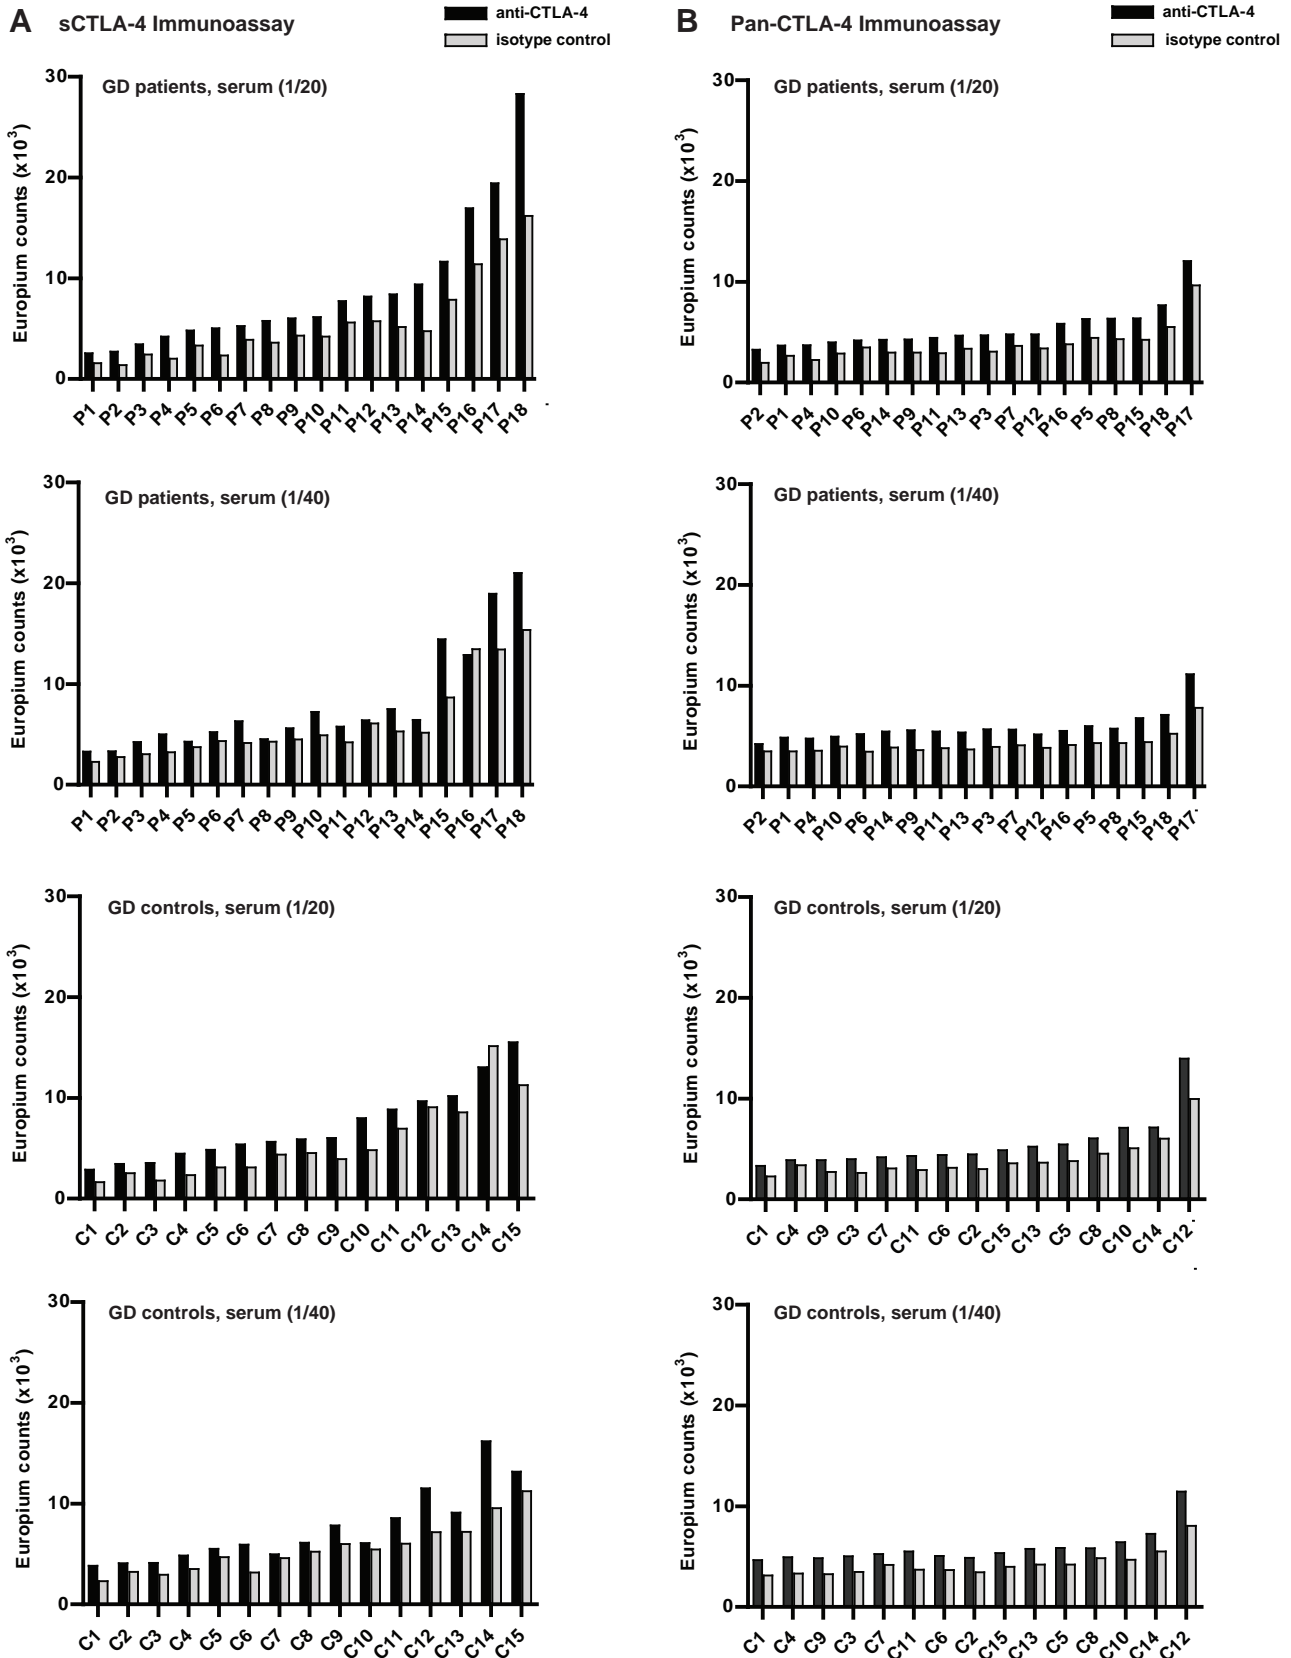 A sCTLA-4 Immunoassay
anti-CTLA-4
isotype control
GD patients, serum (1/20)
Europium counts (x10³)
30
20
10
0
P1 P2 P3 P4 P5 P6 P7 P8 P9 P10 P11 P12 P13 P14 P15 P16 P17 P18
GD patients, serum (1/40)
Europium counts (x10³)
30
20
10
0
P1 P2 P3 P4 P5 P6 P7 P8 P9 P10 P11 P12 P13 P14 P15 P16 P17 P18
GD controls, serum (1/20)
Europium counts (x10³)
30
20
10
0
C1 C2 C3 C4 C5 C6 C7 C8 C9 C10 C11 C12 C13 C14 C15
GD controls, serum (1/40)
Europium counts (x10³)
30
20
10
0
C1 C2 C3 C4 C5 C6 C7 C8 C9 C10 C11 C12 C13 C14 C15
B Pan-CTLA-4 Immunoassay
anti-CTLA-4
isotype control
GD patients, serum (1/20)
Europium counts (x10³)
30
20
10
0
P2 P1 P4 P10 P6 P14 P9 P11 P13 P3 P7 P12 P16 P5 P8 P15 P18 P17
GD patients, serum (1/40)
Europium counts (x10³)
30
20
10
0
P2 P1 P4 P10 P6 P14 P9 P11 P13 P3 P7 P12 P16 P5 P8 P15 P18 P17
GD controls, serum (1/20)
Europium counts (x10³)
30
20
10
0
C1 C4 C9 C3 C7 C11 C6 C2 C15 C13 C5 C8 C10 C14 C12
GD controls, serum (1/40)
Europium counts (x10³)
30
20
10
0
C1 C4 C9 C3 C7 C11 C6 C2 C15 C13 C5 C8 C10 C14 C12